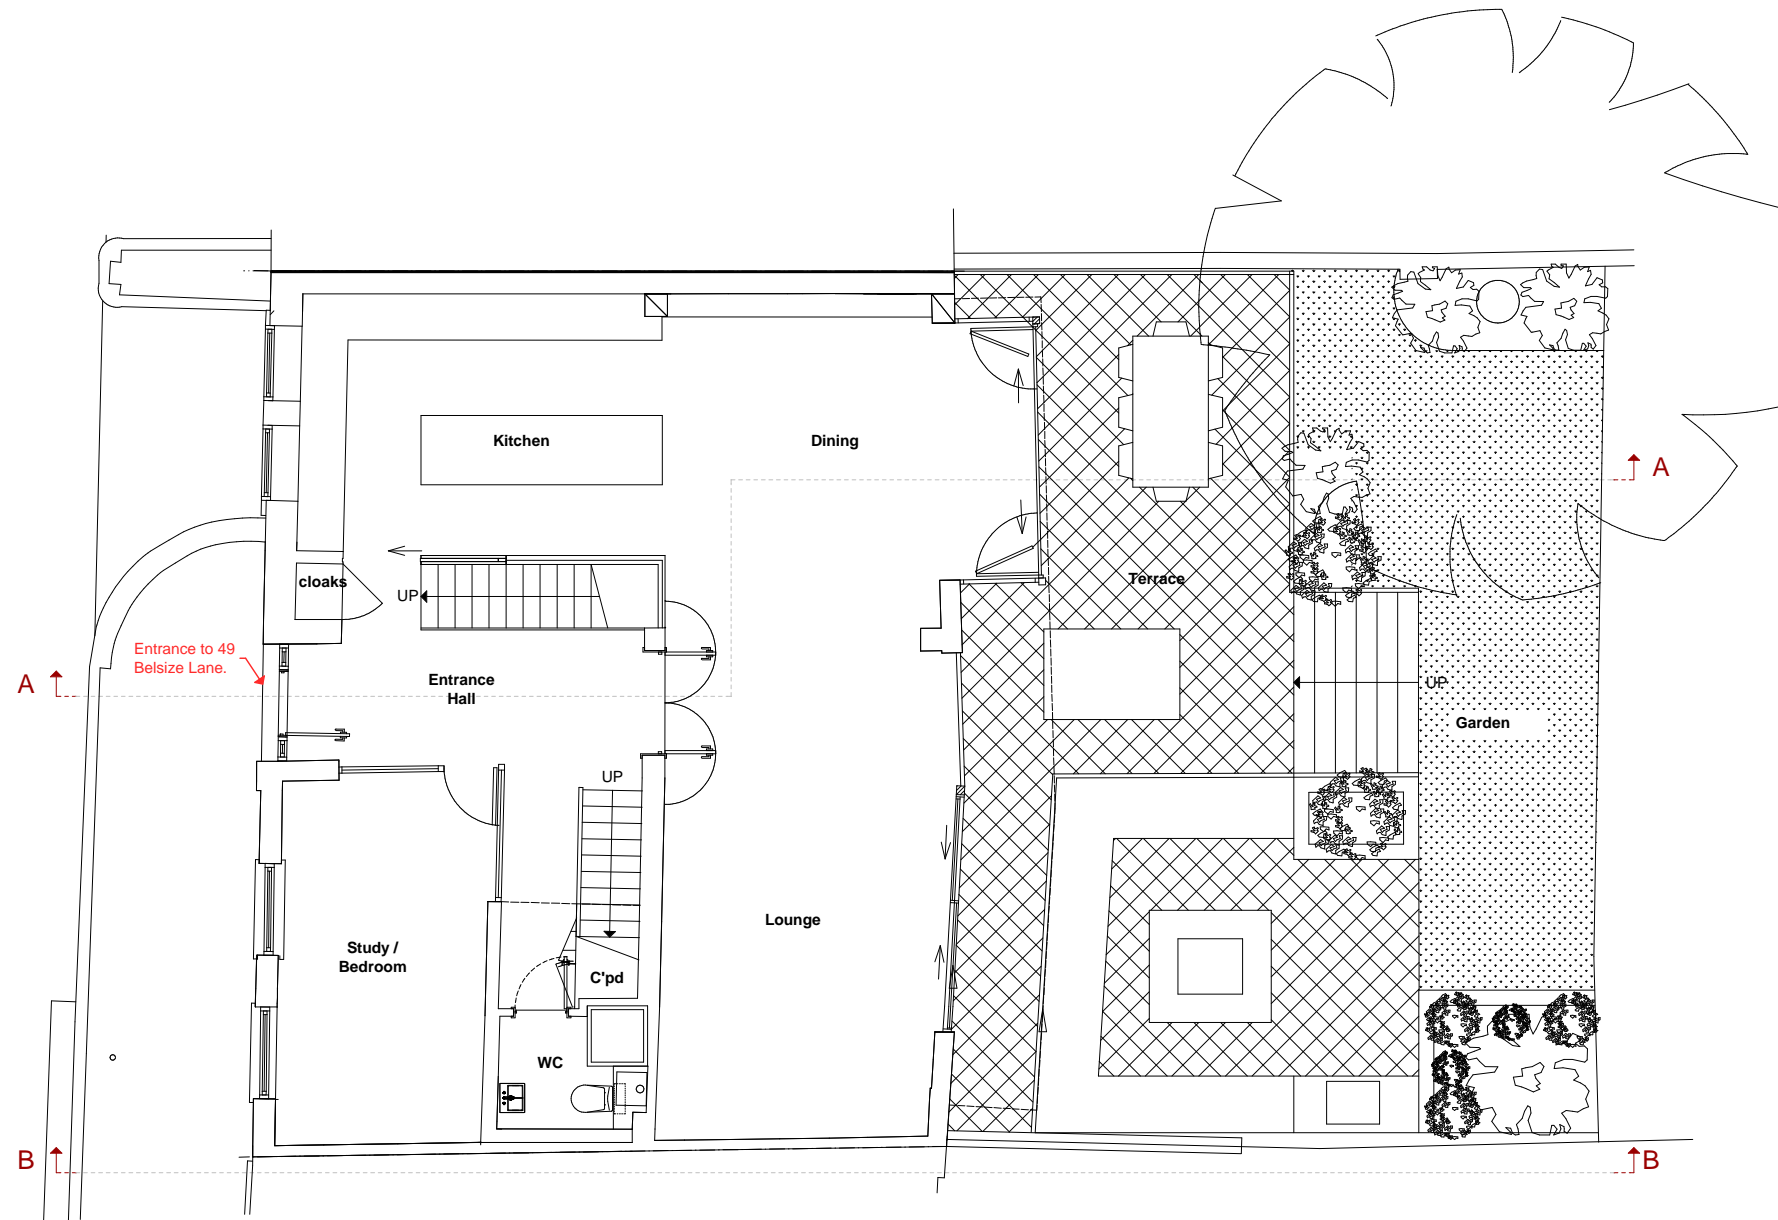 Kitchen
Dining
A
cloaks
UP
Terrace
Entrance to 49
Belsize Lane.
A
Entrance
Hall
UP
Garden
UP
Lounge
Study /
Bedroom
C'pd
WC
B
B